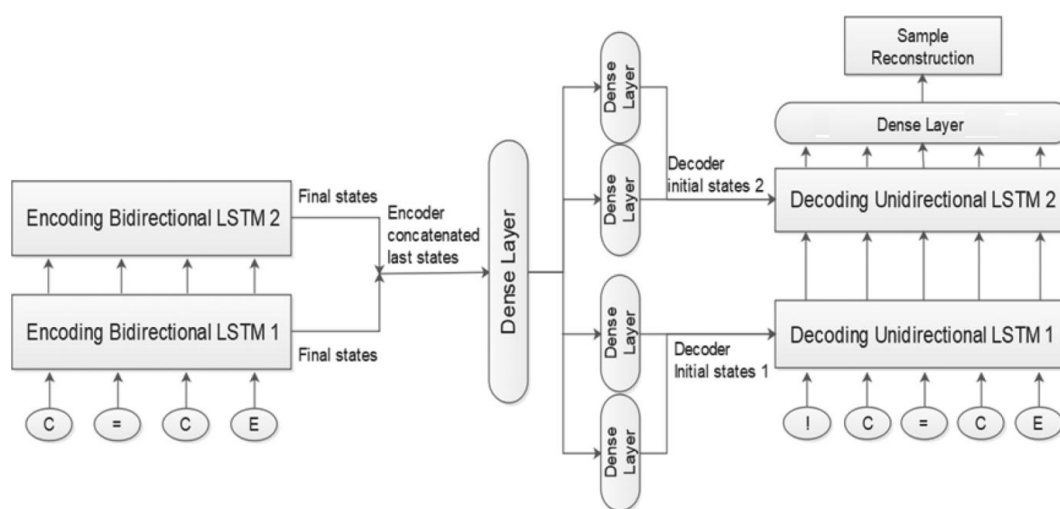 Encoding Bidirectional LSTM 2
Encoding Bidirectional LSTM 1
C
=
C
E
Final states
Final states
Encoder
concatenated
last states
Dense Layer
Dense
Layer
Dense
Layer
Dense
Layer
Dense
Layer
Decoder
initial states 2
Decoder
Initial states 1
Sample
Reconstruction
Dense Layer
Decoding Unidirectional LSTM 2
Decoding Unidirectional LSTM 1
!
C
=
C
E